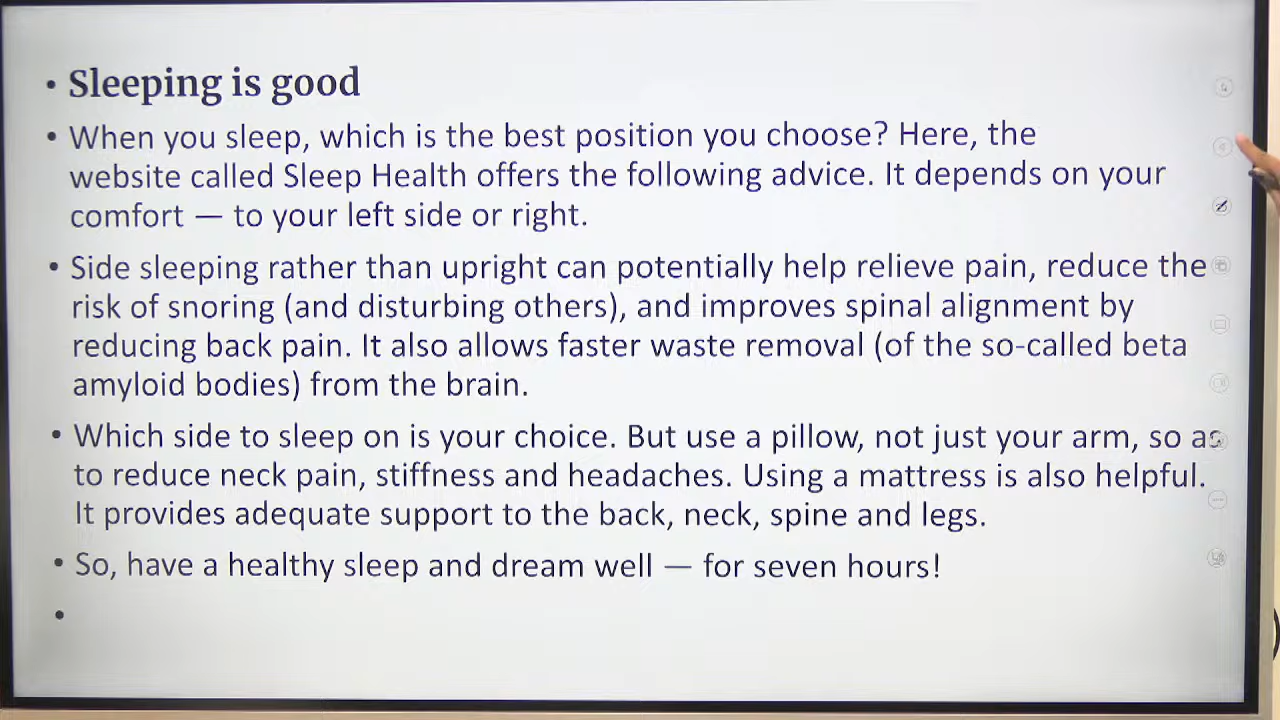 • Sleeping is good
• When you sleep, which is the best position you choose? Here, the
website called Sleep Health offers the following advice. It depends on your
comfort — to your left side or right.
• Side sleeping rather than upright can potentially help relieve pain, reduce the
risk of snoring (and disturbing others), and improves spinal alignment by
reducing back pain. It also allows faster waste removal (of the so-called beta
amyloid bodies) from the brain.
• Which side to sleep on is your choice. But use a pillow, not just your arm, so as
to reduce neck pain, stiffness and headaches. Using a mattress is also helpful.
It provides adequate support to the back, neck, spine and legs.
• So, have a healthy sleep and dream well — for seven hours!
•